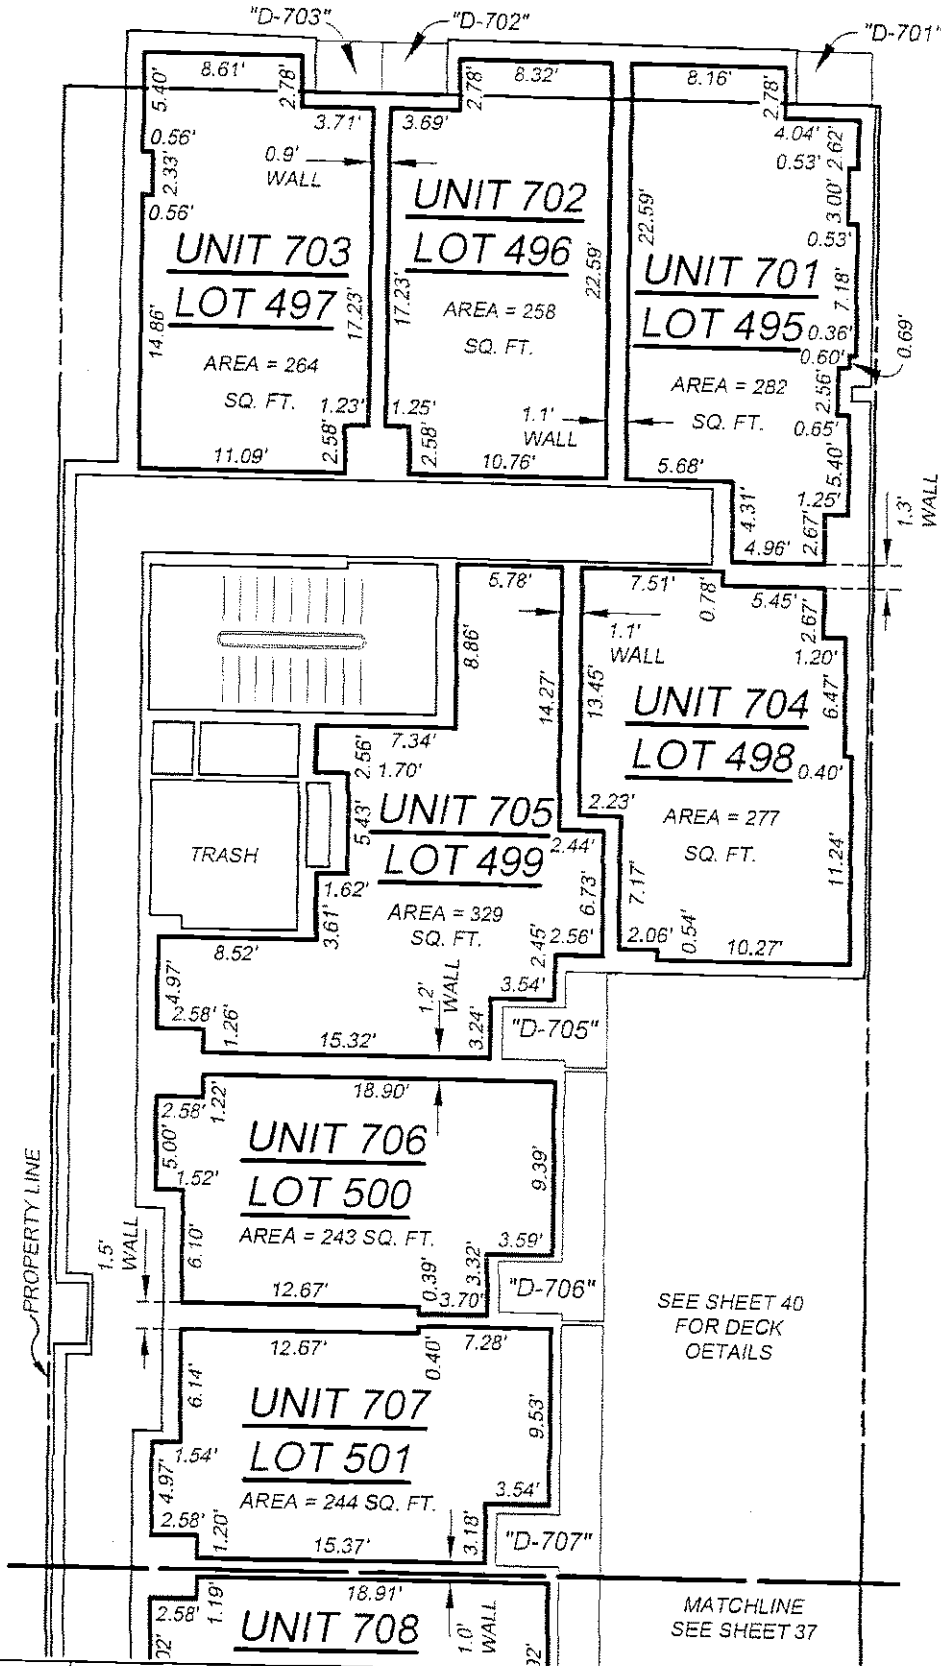 "D-703"
"D-702"
"D-701"
8.61'
2.78'
5.40'
3.71'
0.56'
2.33'
0.56'
0.9'
WALL
UNIT 703
LOT 497
14.86'
17.23'
AREA = 264
SQ. FT.
1.23'
2.58'
11.09'
8.32'
2.78'
3.69'
UNIT 702
LOT 496
17.23'
22.59'
AREA = 258
SQ. FT.
1.25'
2.58'
10.76'
1.1'
WALL
8.16'
2.78'
4.04'
2.62'
0.53'
3.00'
0.53'
22.59'
7.18'
UNIT 701
LOT 495
0.36'
0.60'
0.69'
2.56'
AREA = 282
SQ. FT.
0.65'
5.40'
5.68'
1.25'
4.31'
2.67'
4.96'
1.3'
WALL
5.78'
8.86'
14.27'
7.34'
2.56'
1.70'
5.43'
UNIT 705
LOT 499
2.44'
6.73'
AREA = 329
SQ. FT.
1.62'
3.61'
8.52'
4.97'
2.58'
1.26'
15.32'
1.2'
WALL
3.24'
3.54'
2.45'
2.56'
"D-705"
TRASH
7.51'
0.78'
5.45'
2.67'
1.20'
1.1'
WALL
13.45'
6.47'
UNIT 704
LOT 498
0.40'
2.23'
AREA = 277
SQ. FT.
7.17'
11.24'
2.06'
0.54'
10.27'
18.90'
2.58'
1.22'
5.00'
UNIT 706
LOT 500
9.39'
1.52'
AREA = 243 SQ. FT.
6.10'
3.59'
3.32'
0.39'
3.70'
12.67'
"D-706"
1.5'
WALL
PROPERTY LINE
SEE SHEET 40
FOR DECK
DETAILS
12.67'
0.40'
7.28'
6.14'
UNIT 707
LOT 501
9.53'
1.54'
4.97'
AREA = 244 SQ. FT.
3.54'
2.58'
1.20'
15.37'
3.18'
"D-707"
18.91'
1.19'
2.58'
UNIT 708
1.0'
WALL
MATCHLINE
SEE SHEET 37